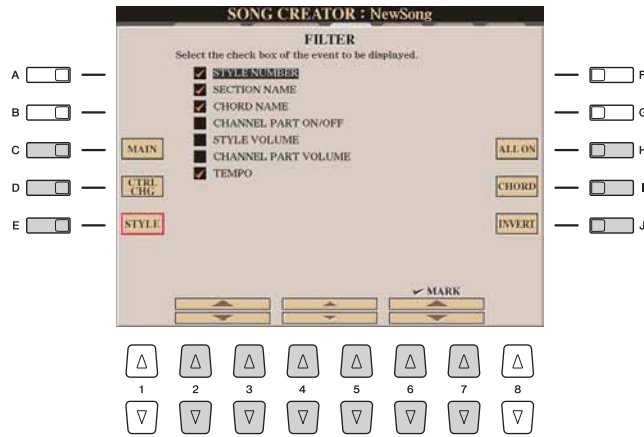 SONG CREATOR : NewSong
FILTER
Select the check box of the event to be displayed.
STYLE NUMBER
SECTION NAME
CHORD NAME
CHANNEL PART ON/OFF
STYLE VOLUME
CHANNEL PART VOLUME
TEMPO
A
B
C
D
E
MAIN
CTRL CHG
STYLE
ALL ON
CHORD
INVERT
F
G
H
I
J
MARK
1 2 3 4 5 6 7 8